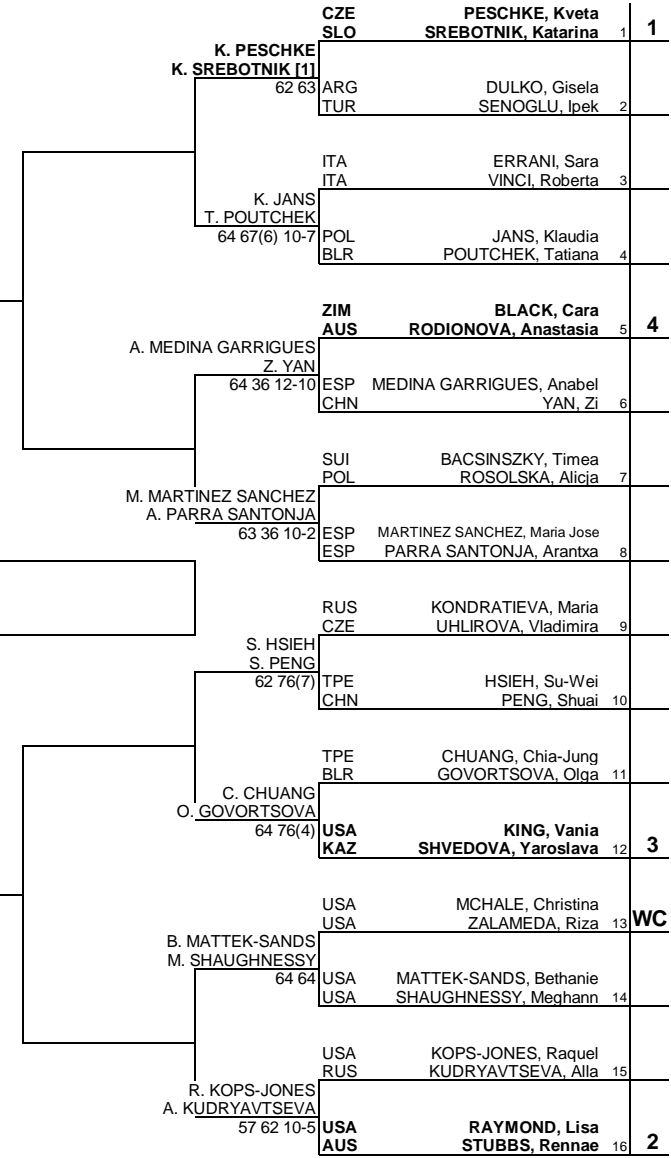 CZE PESCHKE, Kveta
SLO SREBOTNIK, Katarina 1 1
K. PESCHKE
K. SREBOTNIK [1]
62 63 ARG DULKO, Gisela
TUR SENOGLU, Ipek 2
ITA ERRANI, Sara
ITA VINCI, Roberta 3
K. JANS
T. POUTCHEK
64 67(6) 10-7 POL JANS, Klaudia
BLR POUTCHEK, Tatiana 4
ZIM BLACK, Cara
AUS RODIONOVA, Anastasia 5 4
A. MEDINA GARRIGUES
Z. YAN
64 36 12-10 ESP MEDINA GARRIGUES, Anabel
CHN YAN, Zi 6
SUI BACSINSZKY, Timea
POL ROSOLSKA, Alicja 7
M. MARTINEZ SANCHEZ
A. PARRA SANTONJA
63 36 10-2 ESP MARTINEZ SANCHEZ, Maria Jose
ESP PARRA SANTONJA, Arantxa 8
RUS KONDRATIEVA, Maria
CZE UHLIROVA, Vladimira 9
S. HSIEH
S. PENG
62 76(7) TPE HSIEH, Su-Wei
CHN PENG, Shuai 10
TPE CHUANG, Chia-Jung
BLR GOVORTSOVA, Olga 11
C. CHUANG
O. GOVORTSOVA
64 76(4) USA KING, Vania
KAZ SHVEDOVA, Yaroslava 12 3
USA MCHALE, Christina
USA ZALAMEDA, Riza 13 WC
B. MATTEK-SANDS
M. SHAUGHNESSY
64 64 USA MATTEK-SANDS, Bethanie
USA SHAUGHNESSY, Meghann 14
USA KOPS-JONES, Raquel
RUS KUDRYAVTSEVA, Alla 15
R. KOPS-JONES
A. KUDRYAVTSEVA
57 62 10-5 USA RAYMOND, Lisa
AUS STUBBS, Rennae 16 2